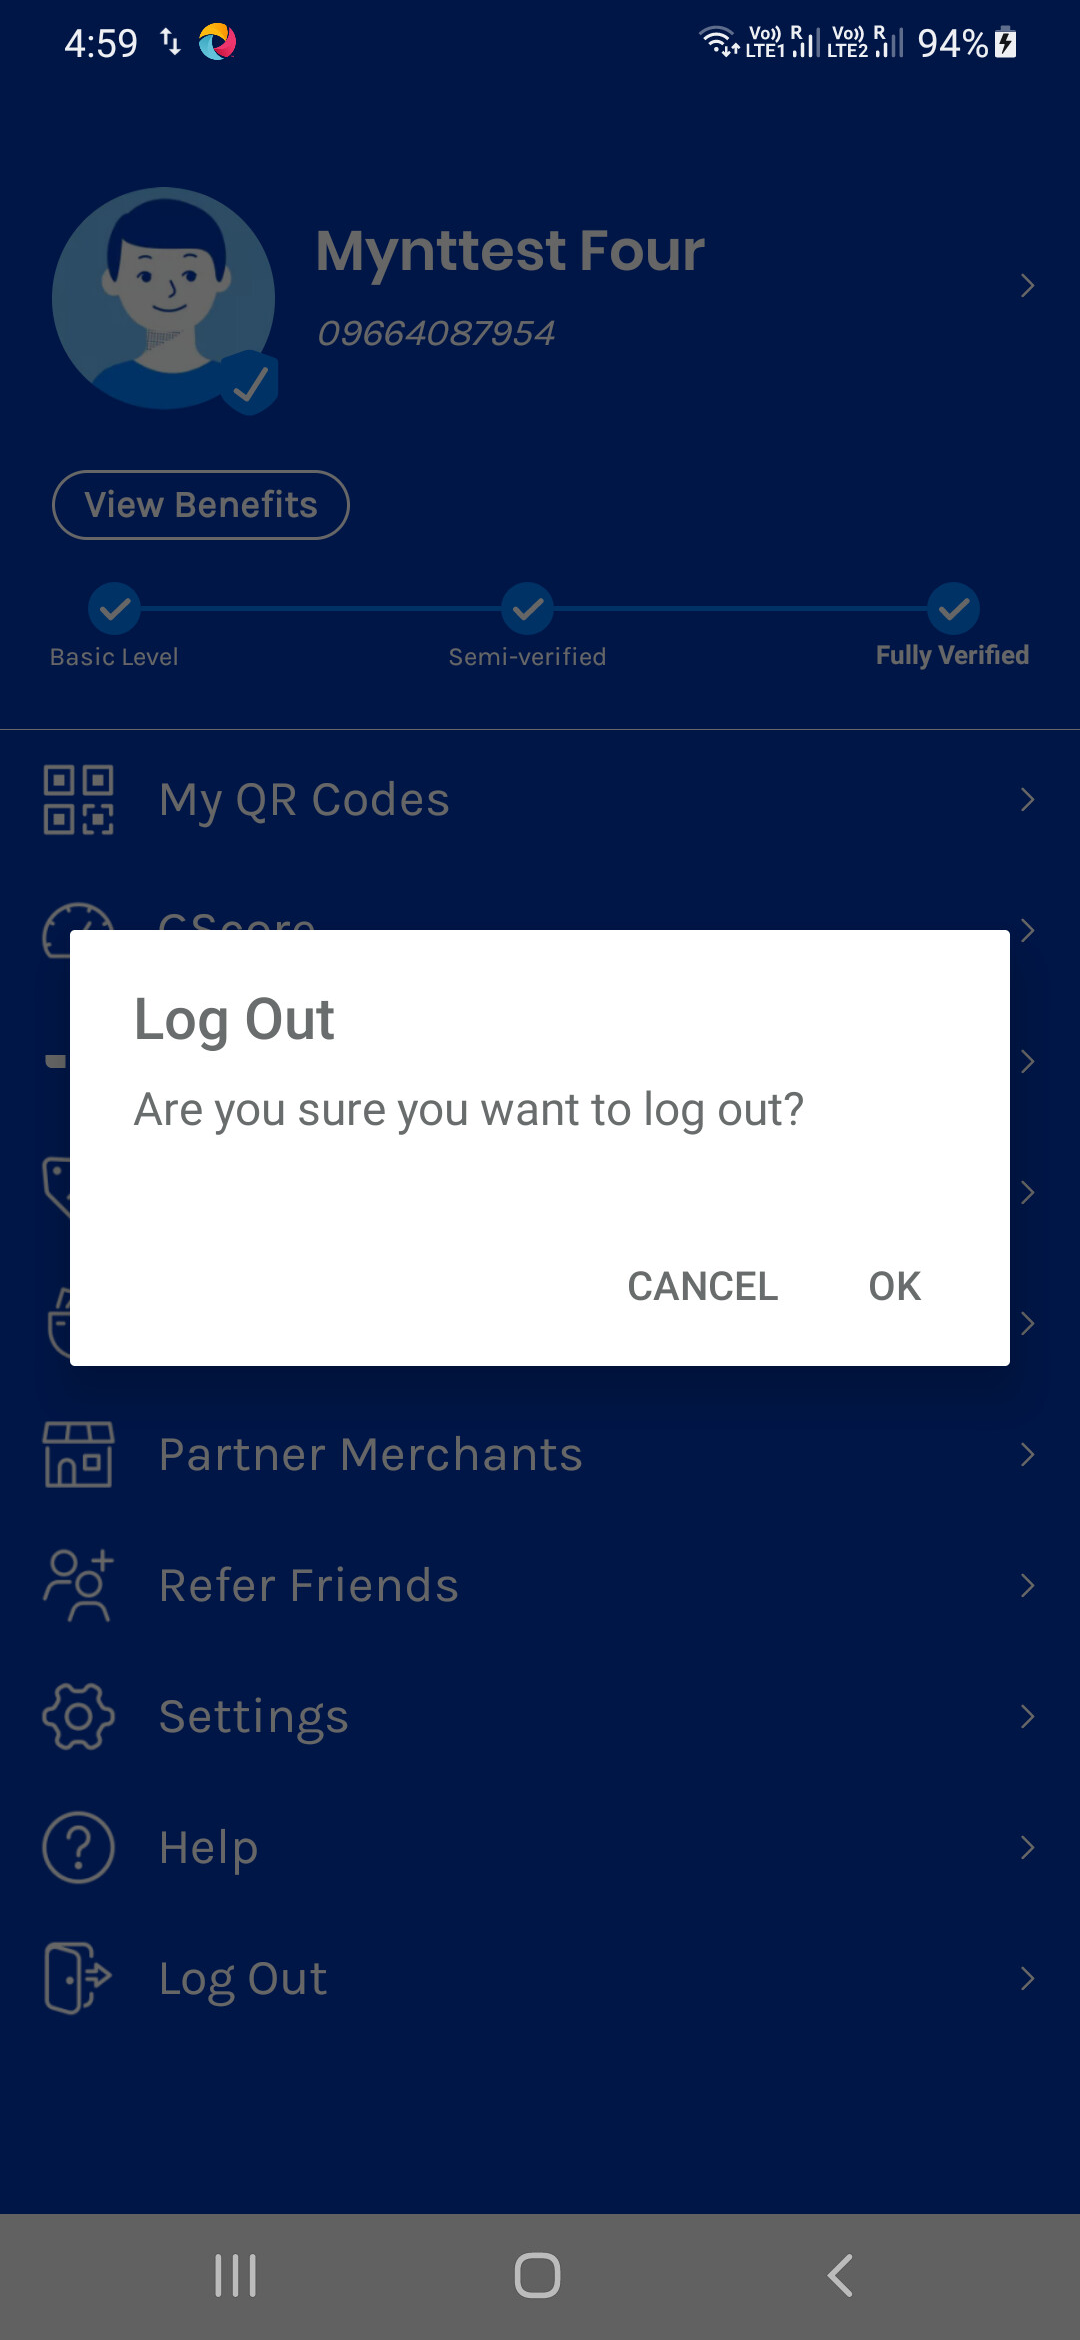 4:59
Vo)) R Vo)) R
LTE1 LTE2 94%
Mynttest Four
09664087954
View Benefits
Basic Level Semi-verified Fully Verified
My QR Codes
GScore
Log Out
Are you sure you want to log out?
CANCEL OK
Partner Merchants
Refer Friends
Settings
Help
Log Out